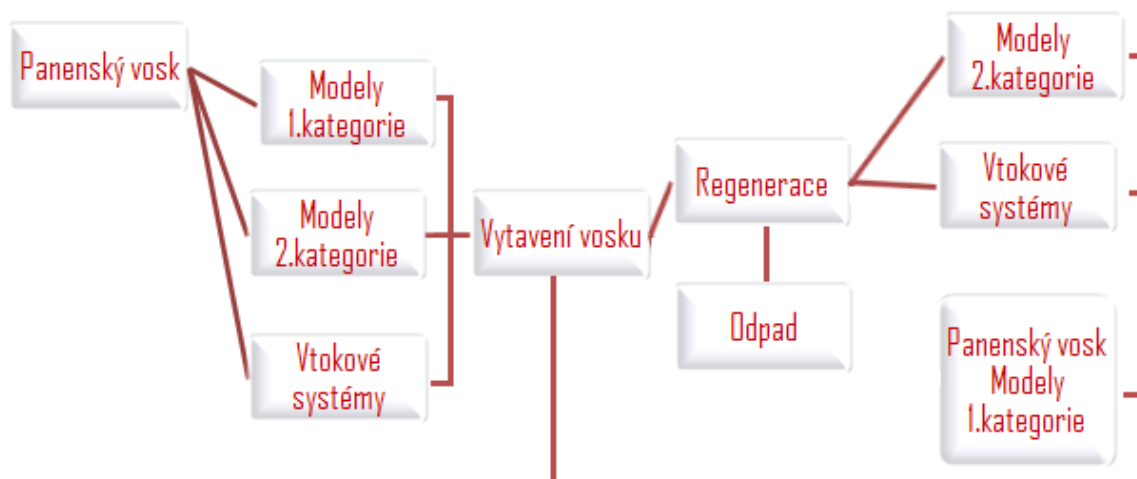 Panenský vosk
Modely
1.kategorie
Modely
2.kategorie
Vtokové
systémy
Vytavení vosku
Regenerace
Odpad
Modely
2.kategorie
Vtokové
systémy
Panenský vosk
Modely
1.kategorie